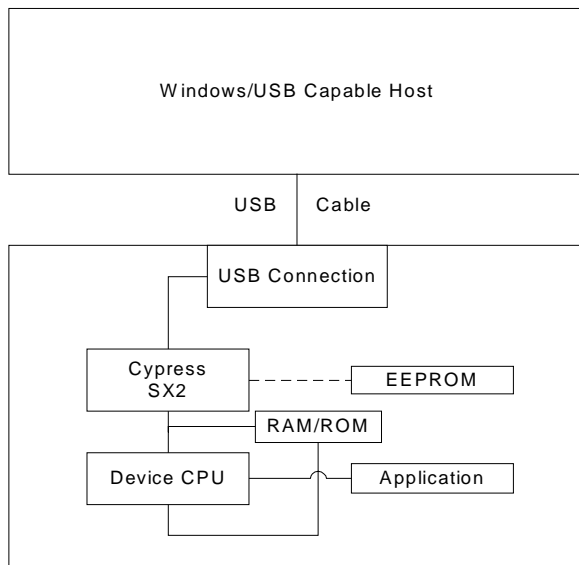 Windows/USB Capable Host
USB Cable
USB Connection
Cypress
SX2
EEPROM
RAM/ROM
Device CPU
Application